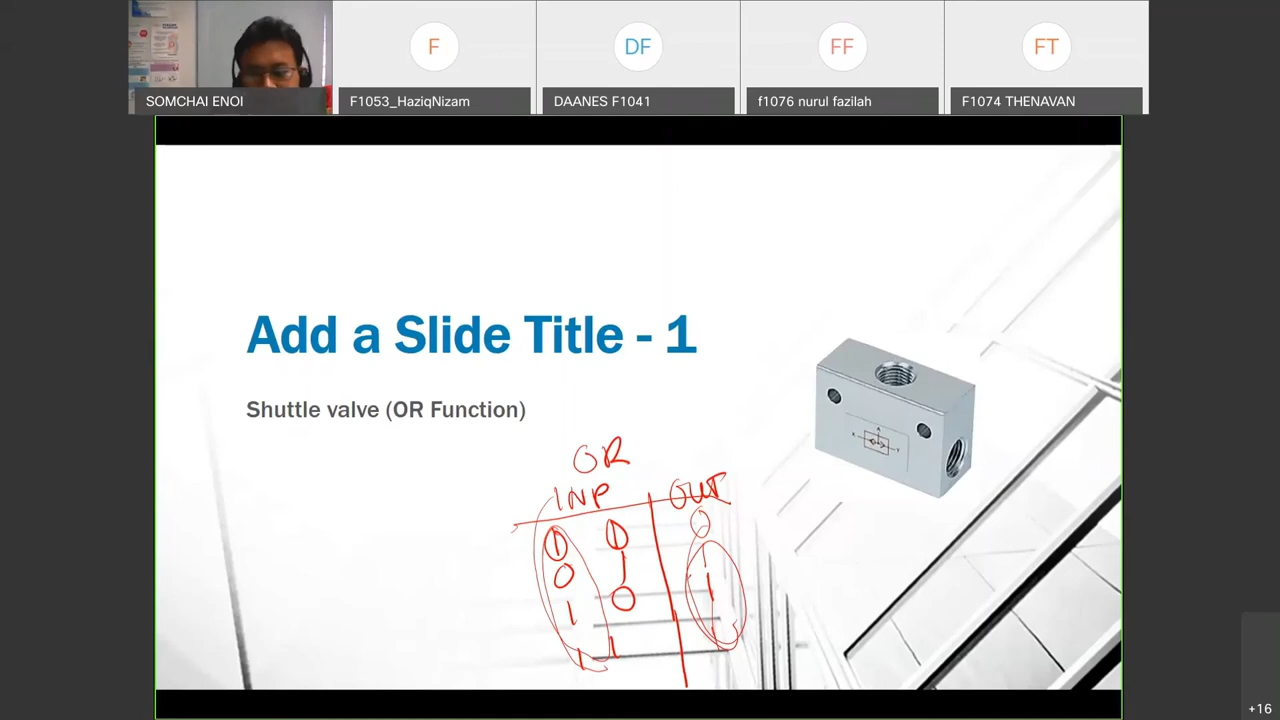 F
DF
FF
FT
SOMCHAI ENOI
F1053_HaziqNizam
DAANES F1041
f1076 nurul fazilah
F1074 THENAVAN
Add a Slide Title - 1
Shuttle valve (OR Function)
OR
INP OUT
0 0 0
0 1 1
1 0 1
1 1 1
A
X Y
+16